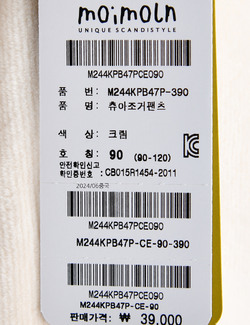 moimoln
UNIQUE SCANDISTYLE
M244KPB47PCE090
품 번: M244KPB47P-390
품 명: 츄이조거팬츠
색 상: 크림
호 칭: 90 (90-120)
안전확인신고
확인증번호 : CB015R1454-2011
2024/06중국
M244KPB47PCE090
M244KPB47P-CE-90-390
M244KPB47PCE090
M244KPB47P-CE-90
판매가격: ₩ 39,000